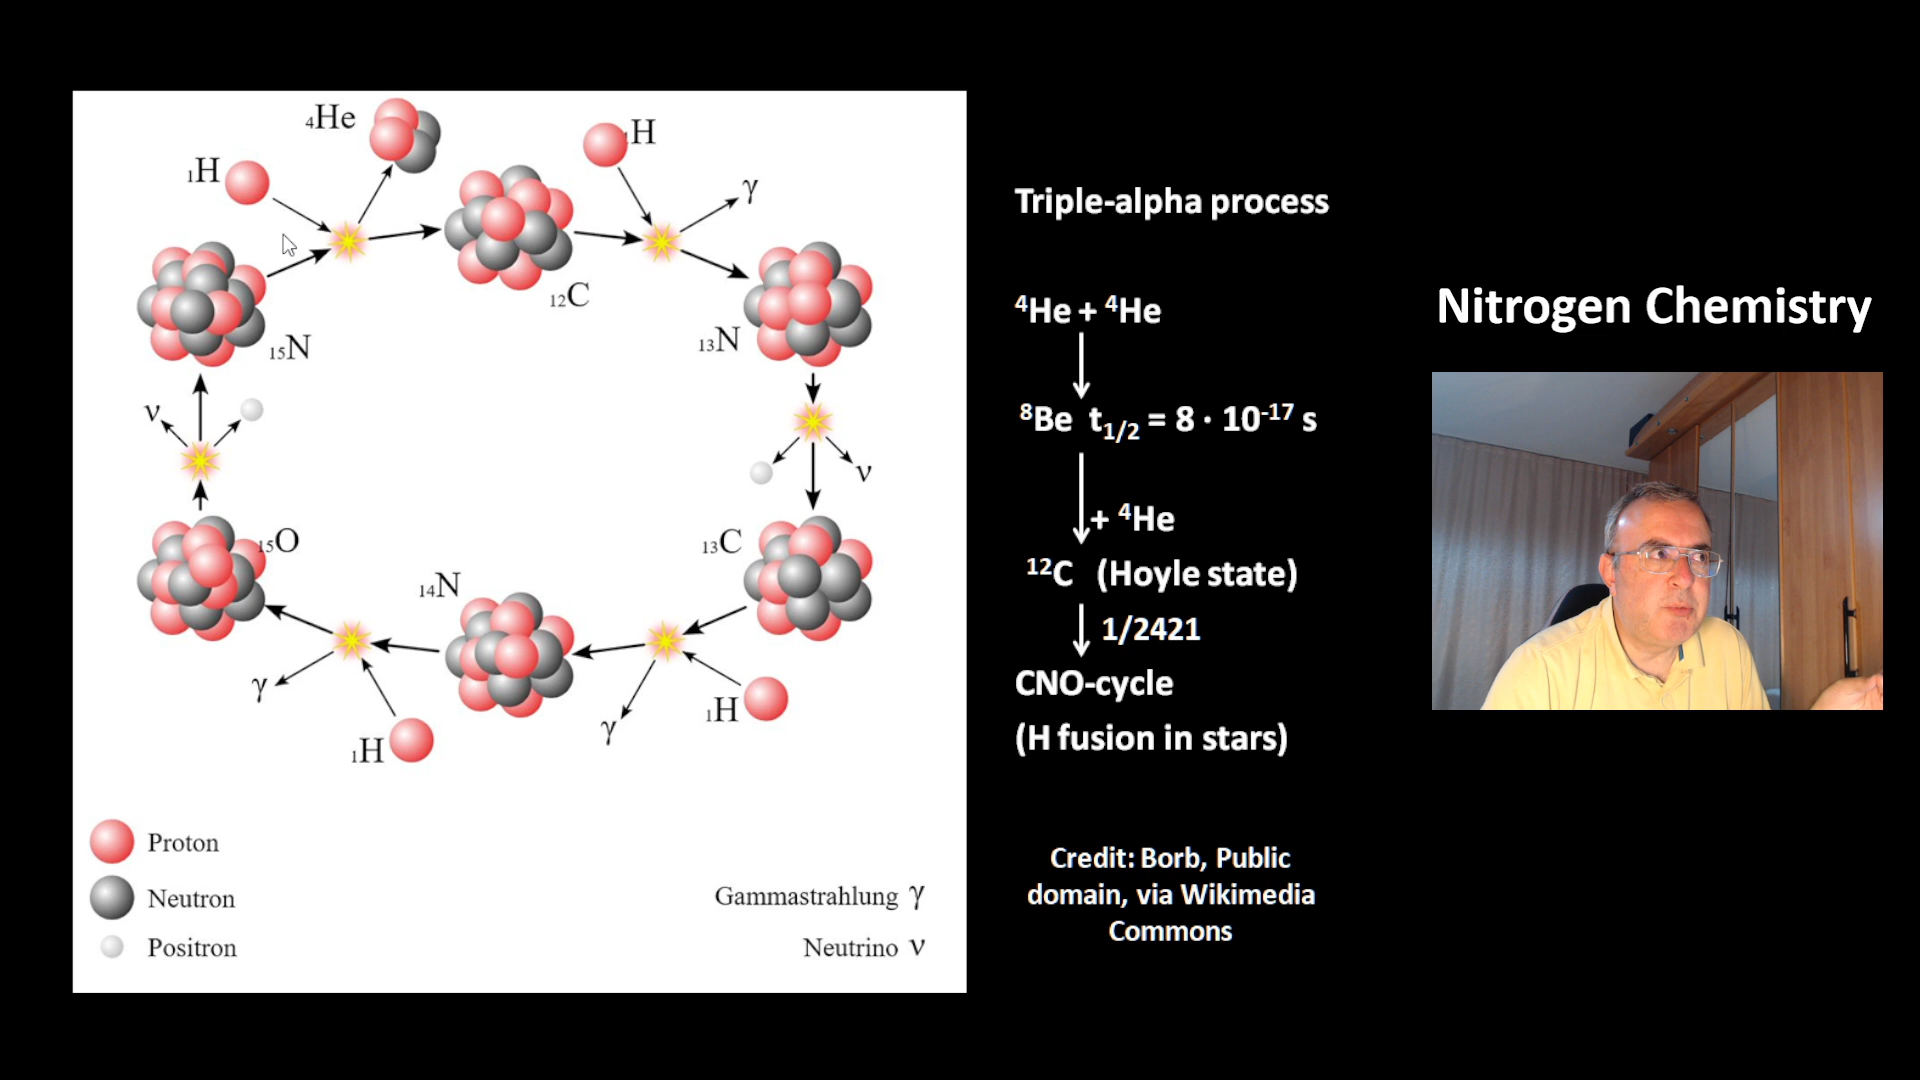 ₄He
₁H
₁H
γ
₁₂C
₁₅N
₁₃N
ν
ν
₁₅O
₁₃C
₁₄N
γ
γ
₁H
₁H
Proton
Neutron
Positron
Gammastrahlung γ
Neutrino ν
Triple-alpha process
⁴He + ⁴He
⁸Be t₁/₂ = 8 · 10⁻¹⁷ s
+ ⁴He
¹²C (Hoyle state)
1/2421
CNO-cycle
(H fusion in stars)
Credit: Borb, Public
domain, via Wikimedia
Commons
Nitrogen Chemistry